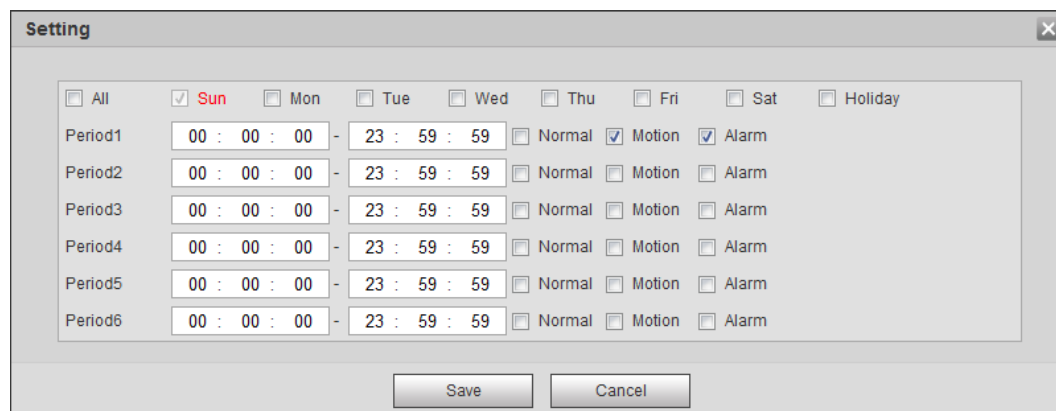 Setting
All Sun Mon Tue Wed Thu Fri Sat Holiday
Period1 00 : 00 : 00 - 23 : 59 : 59 Normal Motion Alarm
Period2 00 : 00 : 00 - 23 : 59 : 59 Normal Motion Alarm
Period3 00 : 00 : 00 - 23 : 59 : 59 Normal Motion Alarm
Period4 00 : 00 : 00 - 23 : 59 : 59 Normal Motion Alarm
Period5 00 : 00 : 00 - 23 : 59 : 59 Normal Motion Alarm
Period6 00 : 00 : 00 - 23 : 59 : 59 Normal Motion Alarm
Save Cancel